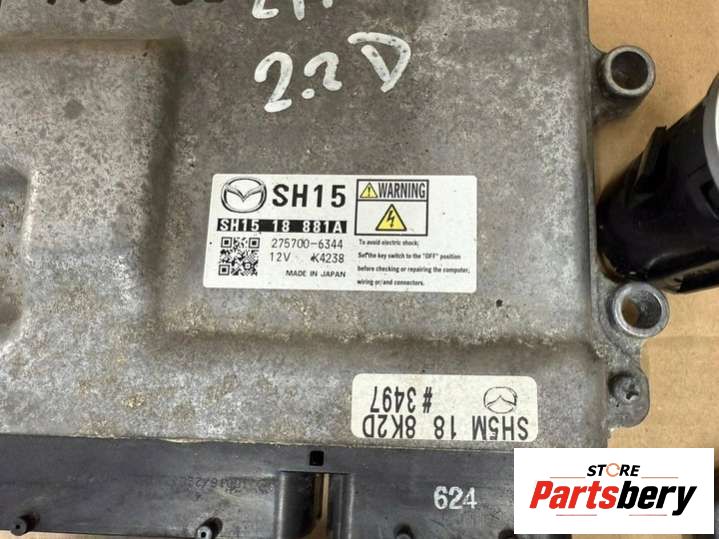 2.2D
SH15
SH15 18 881A
275700-6344
12V K4238
MADE IN JAPAN
WARNING
To avoid electric shock;
Set the key switch to the "OFF" position
before checking or repairing the computer,
wiring or/and connectors.
SH5M 18 8K2D
#3497
624
STORE
Partsbery